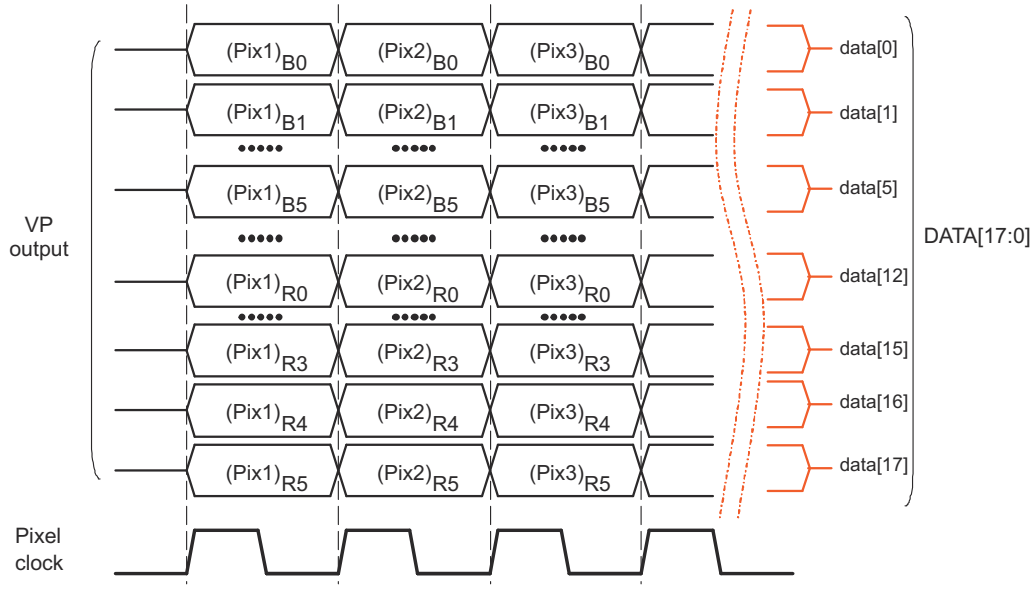 (Pix1)B0 (Pix2)B0 (Pix3)B0 data[0]
(Pix1)B1 (Pix2)B1 (Pix3)B1 data[1]
(Pix1)B5 (Pix2)B5 (Pix3)B5 data[5]
VP
output
DATA[17:0]
(Pix1)R0 (Pix2)R0 (Pix3)R0 data[12]
(Pix1)R3 (Pix2)R3 (Pix3)R3 data[15]
(Pix1)R4 (Pix2)R4 (Pix3)R4 data[16]
(Pix1)R5 (Pix2)R5 (Pix3)R5 data[17]
Pixel
clock